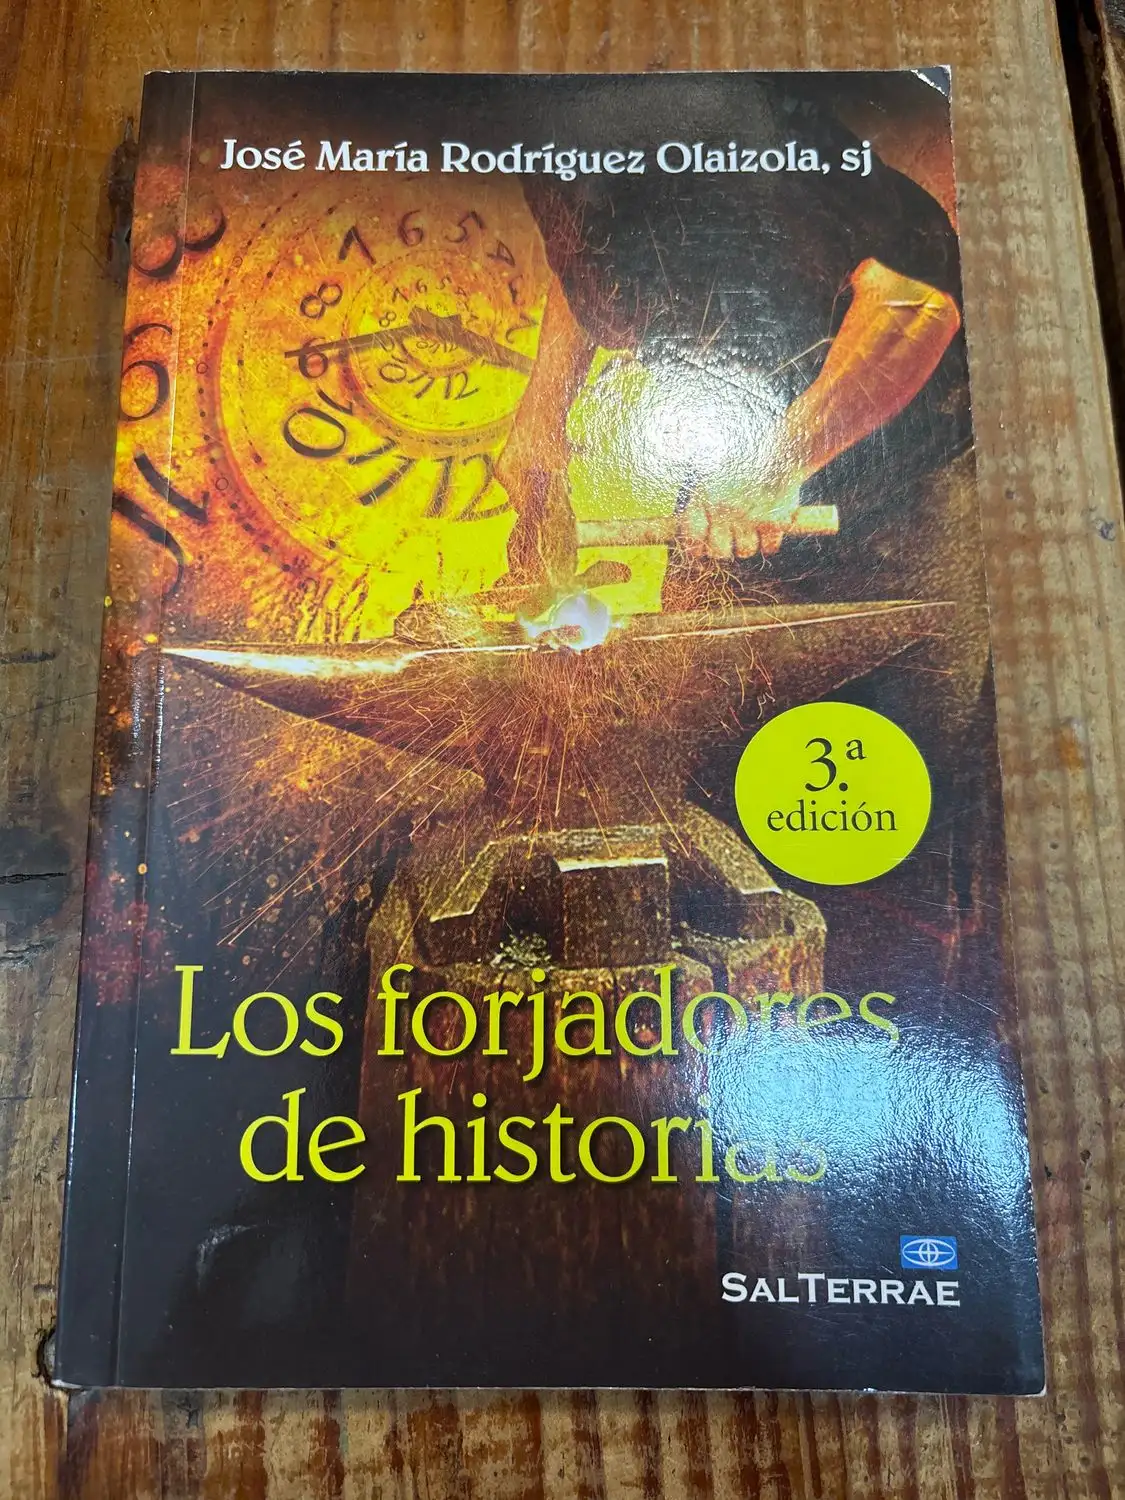 José María Rodríguez Olaizola, sj
3.ª
edición
Los forjadores
de historias
SALTERRAE